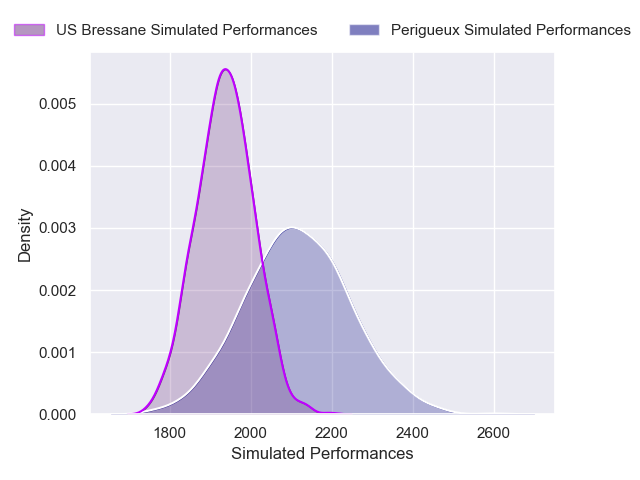 US Bressane Simulated Performances Perigueux Simulated Performances
0.005
0.004
0.003
0.002
0.001
0.000
Density
1800 2000 2200 2400 2600
Simulated Performances